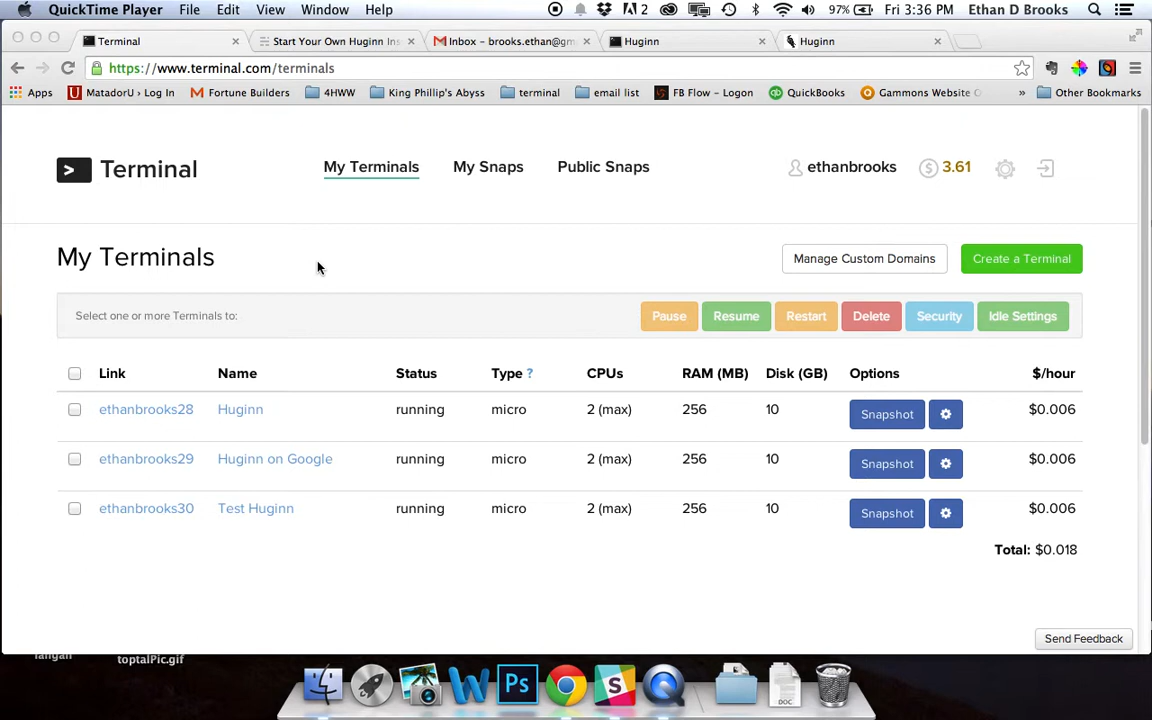 QuickTime Player File Edit View Window Help 2 97% Fri 3:36 PM Ethan D Brooks
Terminal Start Your Own Huginn Ins Inbox – brooks.ethan@gm Huginn Huginn
https://www.terminal.com/terminals
Apps MatadorU › Log In Fortune Builders 4HWW King Phillip's Abyss terminal email list FB Flow - Logon QuickBooks Gammons Website » Other Bookmarks
> Terminal My Terminals My Snaps Public Snaps ethanbrooks $ 3.61
My Terminals Manage Custom Domains Create a Terminal
Select one or more Terminals to: Pause Resume Restart Delete Security Idle Settings
Link Name Status Type ? CPUs RAM (MB) Disk (GB) Options $/hour
ethanbrooks28 Huginn running micro 2 (max) 256 10 Snapshot $0.006
ethanbrooks29 Huginn on Google running micro 2 (max) 256 10 Snapshot $0.006
ethanbrooks30 Test Huginn running micro 2 (max) 256 10 Snapshot $0.006
Total: $0.018
Send Feedback
toptalPic.gif
W Ps S DOC